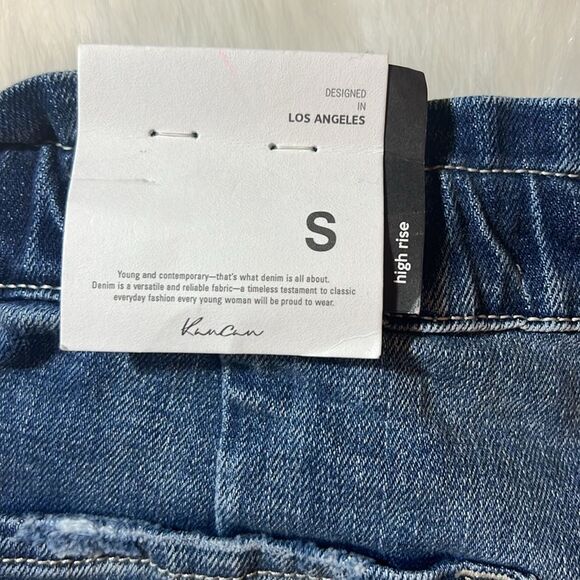 DESIGNED
IN
LOS ANGELES
S
high rise
Young and contemporary—that's what denim is all about.
Denim is a versatile and reliable fabric—a timeless testament to classic
everyday fashion every young woman will be proud to wear.
KanCan